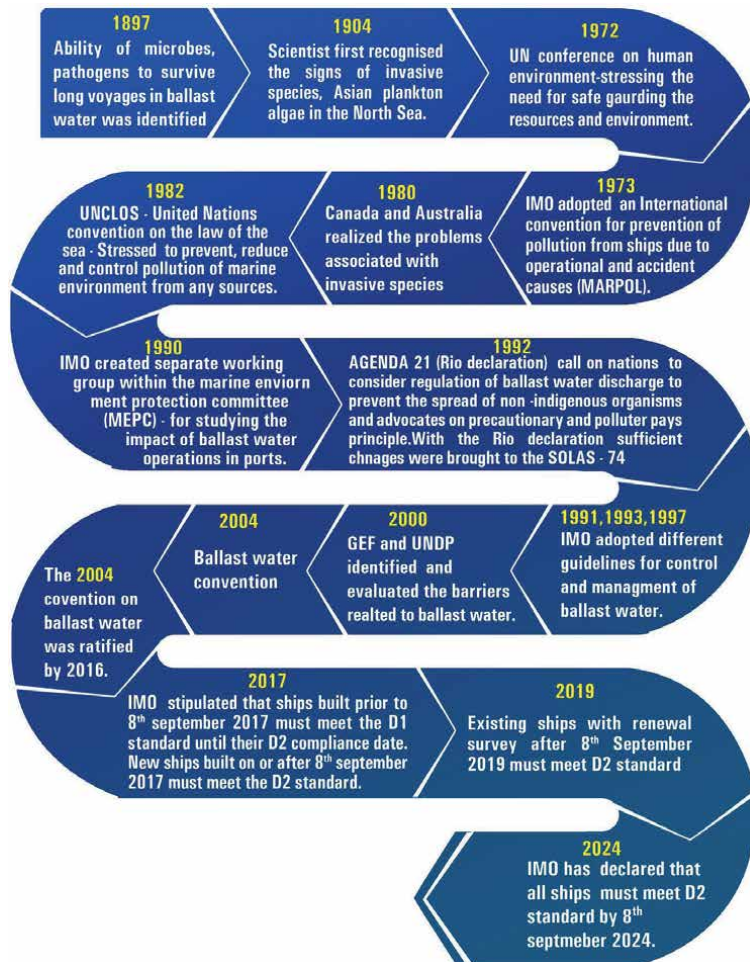 1897
Ability of microbes,
pathogens to survive
long voyages in ballast
water was identified
1904
Scientist first recognised
the signs of invasive
species, Asian plankton
algae in the North Sea.
1972
UN conference on human
environment-stressing the
need for safe gaurding the
resources and environment.
1973
IMO adopted an International
convention for prevention of
pollution from ships due to
operational and accident
causes (MARPOL).
1980
Canada and Australia
realized the problems
associated with
invasive species
1982
UNCLOS - United Nations
convention on the law of the
sea - Stressed to prevent, reduce
and control pollution of marine
environment from any sources.
1990
IMO created separate working
group within the marine enviorn
ment protection committee
(MEPC) - for studying the
impact of ballast water
operations in ports.
1992
AGENDA 21 (Rio declaration) call on nations to
consider regulation of ballast water discharge to
prevent the spread of non -indigenous organisms
and advocates on precautionary and polluter pays
principle.With the Rio declaration sufficient
chnages were brought to the SOLAS - 74
1991,1993,1997
IMO adopted different
guidelines for control
and managment of
ballast water.
2000
GEF and UNDP
identified and
evaluated the barriers
realted to ballast water.
2004
Ballast water
convention
The 2004
covention on
ballast water
was ratified
by 2016.
2017
IMO stipulated that ships built prior to
8th september 2017 must meet the D1
standard until their D2 compliance date.
New ships built on or after 8th september
2017 must meet the D2 standard.
2019
Existing ships with renewal
survey after 8th September
2019 must meet D2 standard
2024
IMO has declared that
all ships must meet D2
standard by 8th
septmeber 2024.